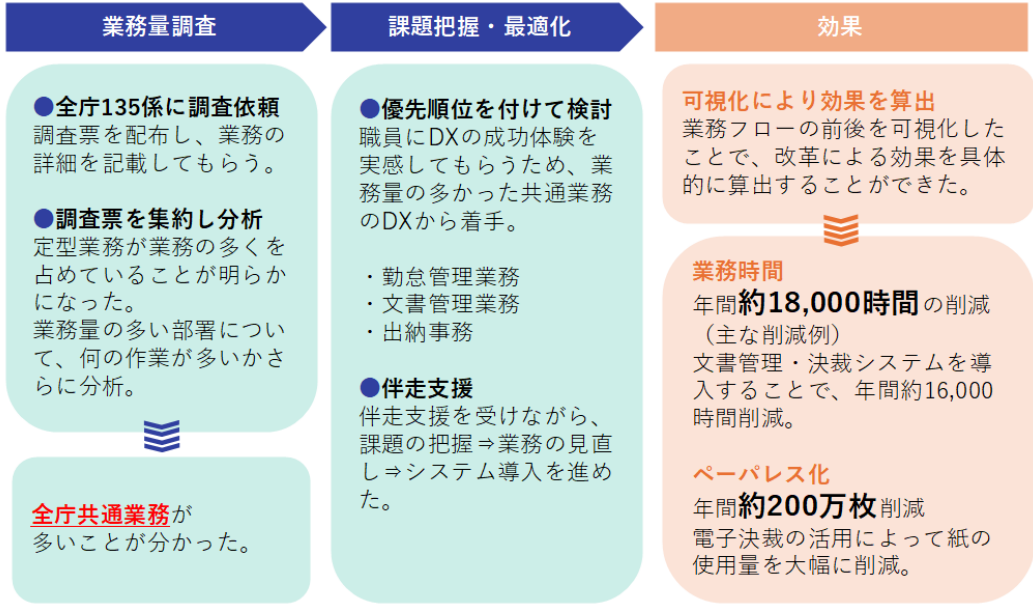 業務量調査
●全庁135係に調査依頼
調査票を配布し、業務の
詳細を記載してもらう。
●調査票を集約し分析
定型業務が業務の多くを
占めていることが明らか
になった。
業務量の多い部署につい
て、何の作業が多いかさ
らに分析。
全庁共通業務が
多いことが分かった。
課題把握・最適化
●優先順位を付けて検討
職員にDXの成功体験を
実感してもらうため、業
務量の多かった共通業務
のDXから着手。
・勤怠管理業務
・文書管理業務
・出納事務
●伴走支援
伴走支援を受けながら、
課題の把握⇒業務の見直
し⇒システム導入を進め
た。
効果
可視化により効果を算出
業務フローの前後を可視化した
ことで、改革による効果を具体
的に算出することができた。
業務時間
年間約18,000時間の削減
（主な削減例）
文書管理・決裁システムを導
入することで、年間約16,000
時間削減。
ペーパレス化
年間約200万枚削減
電子決裁の活用によって紙の
使用量を大幅に削減。